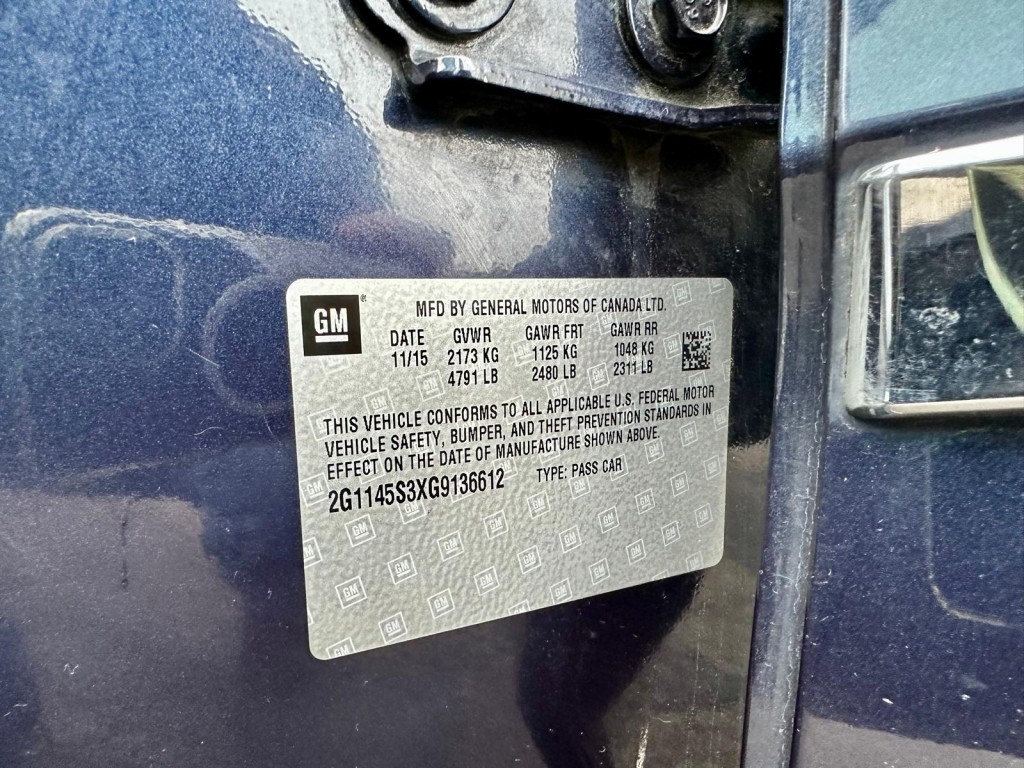 GM
MFD BY GENERAL MOTORS OF CANADA LTD.
DATE GVWR GAWR FRT GAWR RR
11/15 2173 KG 1125 KG 1048 KG
4791 LB 2480 LB 2311 LB
THIS VEHICLE CONFORMS TO ALL APPLICABLE U.S. FEDERAL MOTOR
VEHICLE SAFETY, BUMPER, AND THEFT PREVENTION STANDARDS IN
EFFECT ON THE DATE OF MANUFACTURE SHOWN ABOVE.
2G1145S3XG9136612 TYPE: PASS CAR